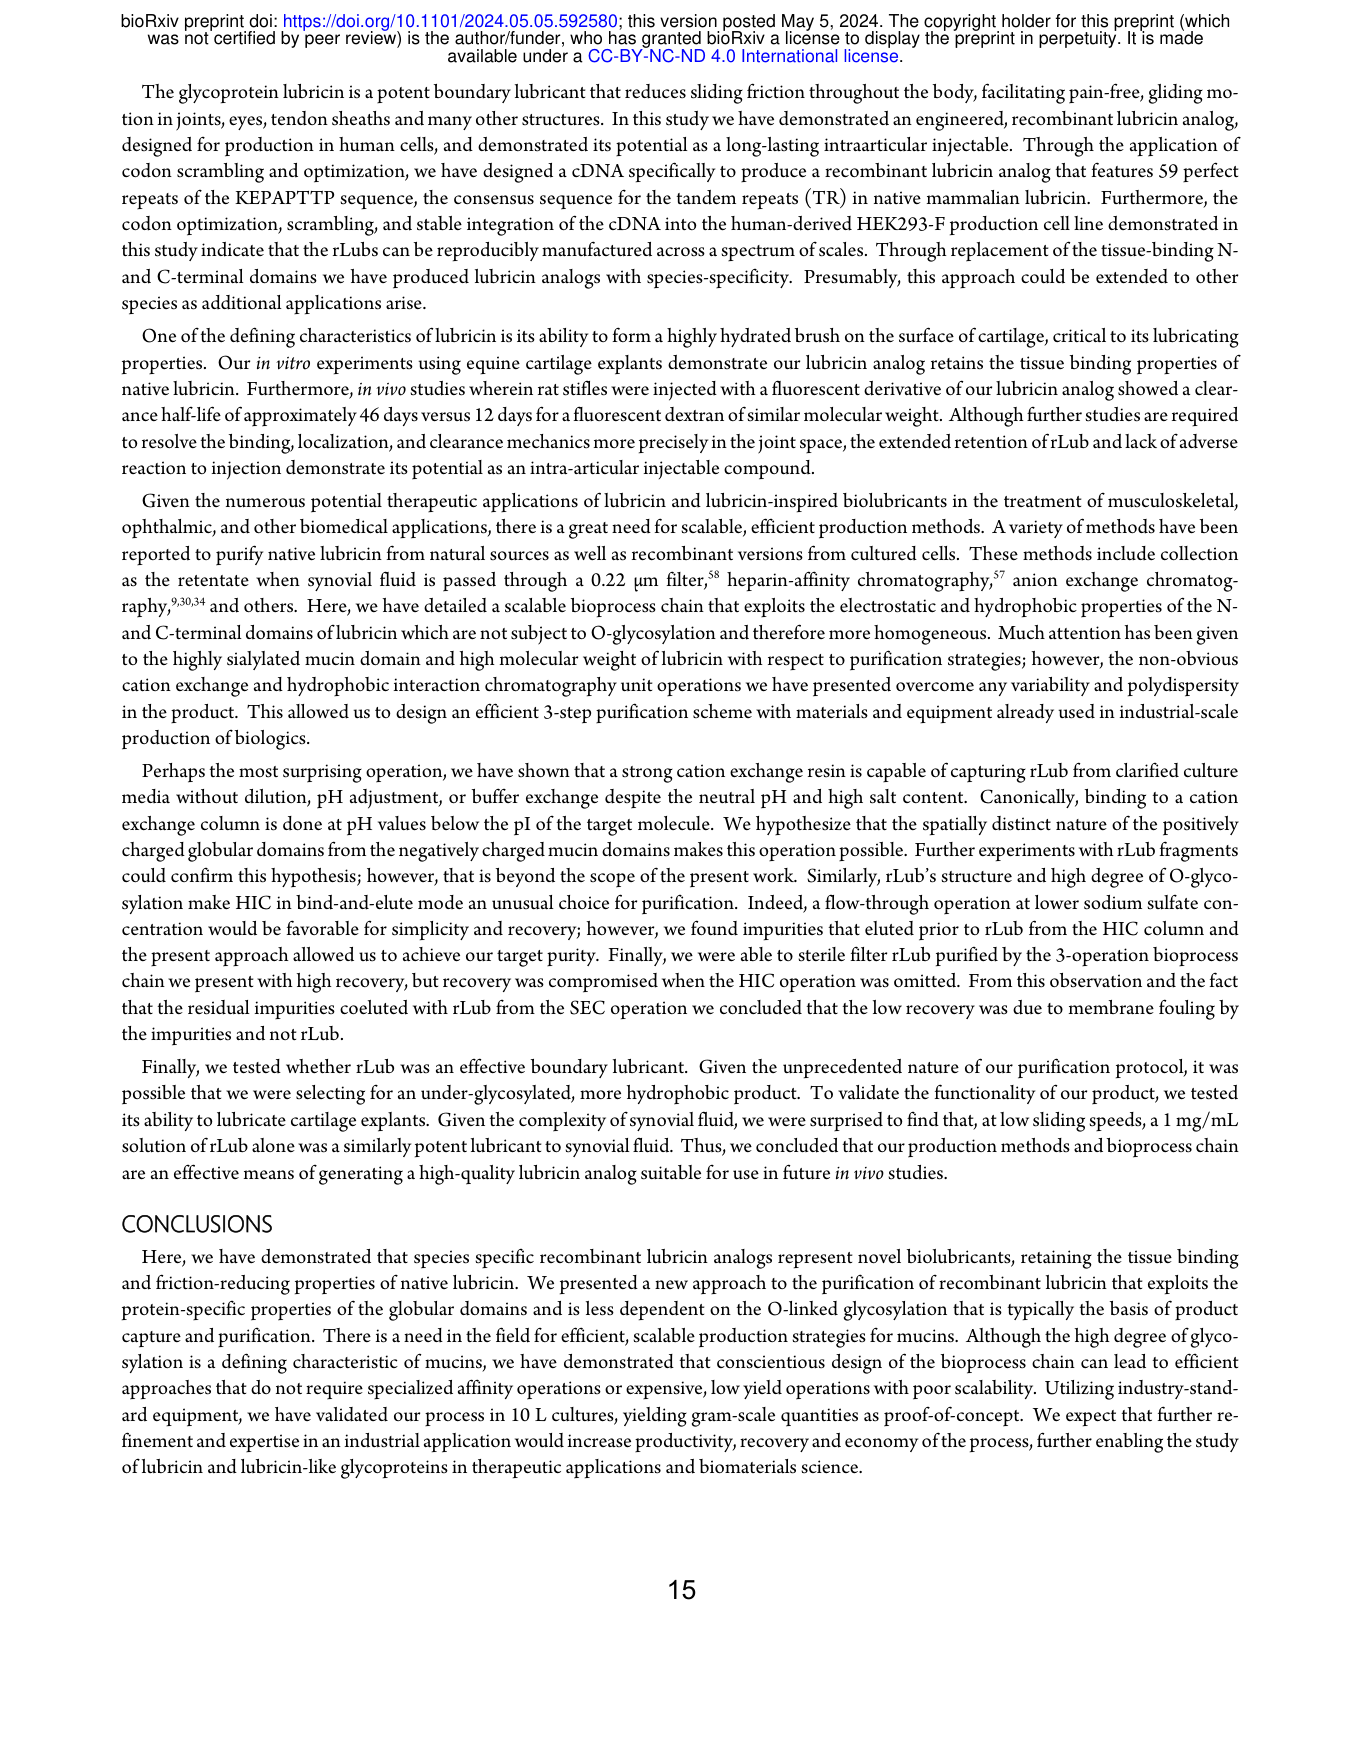 bioRxiv preprint doi: https://doi.org/10.1101/2024.05.05.592580; this version posted May 5, 2024. The copyright holder for this preprint (which
was not certified by peer review) is the author/funder, who has granted bioRxiv a license to display the preprint in perpetuity. It is made
available under a CC-BY-NC-ND 4.0 International license.
The glycoprotein lubricin is a potent boundary lubricant that reduces sliding friction throughout the body, facilitating pain-free, gliding mo-
tion in joints, eyes, tendon sheaths and many other structures. In this study we have demonstrated an engineered, recombinant lubricin analog,
designed for production in human cells, and demonstrated its potential as a long-lasting intraarticular injectable. Through the application of
codon scrambling and optimization, we have designed a cDNA specifically to produce a recombinant lubricin analog that features 59 perfect
repeats of the KEPAPTTP sequence, the consensus sequence for the tandem repeats (TR) in native mammalian lubricin. Furthermore, the
codon optimization, scrambling, and stable integration of the cDNA into the human-derived HEK293-F production cell line demonstrated in
this study indicate that the rLubs can be reproducibly manufactured across a spectrum of scales. Through replacement of the tissue-binding N-
and C-terminal domains we have produced lubricin analogs with species-specificity. Presumably, this approach could be extended to other
species as additional applications arise.
One of the defining characteristics of lubricin is its ability to form a highly hydrated brush on the surface of cartilage, critical to its lubricating
properties. Our in vitro experiments using equine cartilage explants demonstrate our lubricin analog retains the tissue binding properties of
native lubricin. Furthermore, in vivo studies wherein rat stifles were injected with a fluorescent derivative of our lubricin analog showed a clear-
ance half-life of approximately 46 days versus 12 days for a fluorescent dextran of similar molecular weight. Although further studies are required
to resolve the binding, localization, and clearance mechanics more precisely in the joint space, the extended retention of rLub and lack of adverse
reaction to injection demonstrate its potential as an intra-articular injectable compound.
Given the numerous potential therapeutic applications of lubricin and lubricin-inspired biolubricants in the treatment of musculoskeletal,
ophthalmic, and other biomedical applications, there is a great need for scalable, efficient production methods. A variety of methods have been
reported to purify native lubricin from natural sources as well as recombinant versions from cultured cells. These methods include collection
as the retentate when synovial fluid is passed through a 0.22 µm filter,58 heparin-affinity chromatography,57 anion exchange chromatog-
raphy,9,30,34 and others. Here, we have detailed a scalable bioprocess chain that exploits the electrostatic and hydrophobic properties of the N-
and C-terminal domains of lubricin which are not subject to O-glycosylation and therefore more homogeneous. Much attention has been given
to the highly sialylated mucin domain and high molecular weight of lubricin with respect to purification strategies; however, the non-obvious
cation exchange and hydrophobic interaction chromatography unit operations we have presented overcome any variability and polydispersity
in the product. This allowed us to design an efficient 3-step purification scheme with materials and equipment already used in industrial-scale
production of biologics.
Perhaps the most surprising operation, we have shown that a strong cation exchange resin is capable of capturing rLub from clarified culture
media without dilution, pH adjustment, or buffer exchange despite the neutral pH and high salt content. Canonically, binding to a cation
exchange column is done at pH values below the pI of the target molecule. We hypothesize that the spatially distinct nature of the positively
charged globular domains from the negatively charged mucin domains makes this operation possible. Further experiments with rLub fragments
could confirm this hypothesis; however, that is beyond the scope of the present work. Similarly, rLub's structure and high degree of O-glyco-
sylation make HIC in bind-and-elute mode an unusual choice for purification. Indeed, a flow-through operation at lower sodium sulfate con-
centration would be favorable for simplicity and recovery; however, we found impurities that eluted prior to rLub from the HIC column and
the present approach allowed us to achieve our target purity. Finally, we were able to sterile filter rLub purified by the 3-operation bioprocess
chain we present with high recovery, but recovery was compromised when the HIC operation was omitted. From this observation and the fact
that the residual impurities coeluted with rLub from the SEC operation we concluded that the low recovery was due to membrane fouling by
the impurities and not rLub.
Finally, we tested whether rLub was an effective boundary lubricant. Given the unprecedented nature of our purification protocol, it was
possible that we were selecting for an under-glycosylated, more hydrophobic product. To validate the functionality of our product, we tested
its ability to lubricate cartilage explants. Given the complexity of synovial fluid, we were surprised to find that, at low sliding speeds, a 1 mg/mL
solution of rLub alone was a similarly potent lubricant to synovial fluid. Thus, we concluded that our production methods and bioprocess chain
are an effective means of generating a high-quality lubricin analog suitable for use in future in vivo studies.
CONCLUSIONS
Here, we have demonstrated that species specific recombinant lubricin analogs represent novel biolubricants, retaining the tissue binding
and friction-reducing properties of native lubricin. We presented a new approach to the purification of recombinant lubricin that exploits the
protein-specific properties of the globular domains and is less dependent on the O-linked glycosylation that is typically the basis of product
capture and purification. There is a need in the field for efficient, scalable production strategies for mucins. Although the high degree of glyco-
sylation is a defining characteristic of mucins, we have demonstrated that conscientious design of the bioprocess chain can lead to efficient
approaches that do not require specialized affinity operations or expensive, low yield operations with poor scalability. Utilizing industry-stand-
ard equipment, we have validated our process in 10 L cultures, yielding gram-scale quantities as proof-of-concept. We expect that further re-
finement and expertise in an industrial application would increase productivity, recovery and economy of the process, further enabling the study
of lubricin and lubricin-like glycoproteins in therapeutic applications and biomaterials science.
15